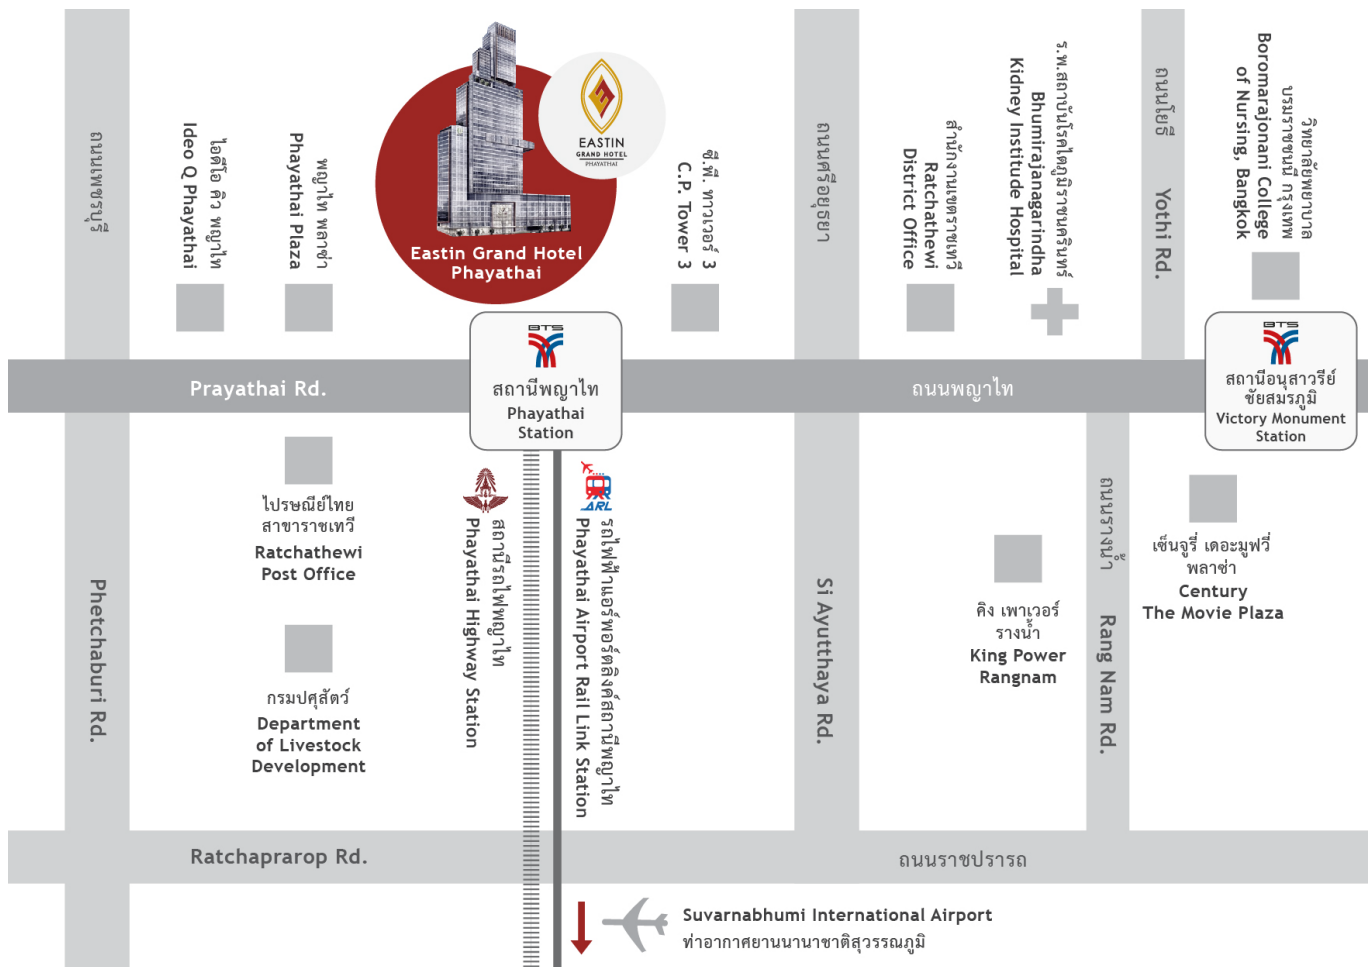 ถนนเพชรบุรี
ไอดีโอ คิว พญาไท
Ideo Q Phayathai
พญาไท พลาซ่า
Phayathai Plaza
EASTIN
GRAND HOTEL
PHAYATHAI
Eastin Grand Hotel
Phayathai
ซี.พี. ทาวเวอร์ 3
C.P. Tower 3
ถนนศรีอยุธยา
สำนักงานเขตราชเทวี
Ratchathewi
District Office
ร.พ.สถาบันโรคไตภูมิราชนครินทร์
Bhumirajanagarindha
Kidney Institude Hospital
ถนนโยธี
Yothi Rd.
วิทยาลัยพยาบาล
บรมราชชนนี กรุงเทพ
Boromarajonani College
of Nursing, Bangkok
Prayathai Rd.
BTS
สถานีพญาไท
Phayathai
Station
ถนนพญาไท
BTS
สถานีอนุสาวรีย์
ชัยสมรภูมิ
Victory Monument
Station
ไปรษณีย์ไทย
สาขาราชเทวี
Ratchathewi
Post Office
สถานีรถไฟพญาไท
Phayathai Highway Station
ARL
รถไฟฟ้าแอร์พอร์ตลิงค์สถานีพญาไท
Phayathai Airport Rail Link Station
ถนนรางน้ำ
Rang Nam Rd.
เซ็นจูรี่ เดอะมูฟวี่
พลาซ่า
Century
The Movie Plaza
Phetchaburi Rd.
Si Ayutthaya Rd.
คิง เพาเวอร์
รางน้ำ
King Power
Rangnam
กรมปศุสัตว์
Department
of Livestock
Development
Ratchaprarop Rd.
ถนนราชปรารถ
Suvarnabhumi International Airport
ท่าอากาศยานนานาชาติสุวรรณภูมิ